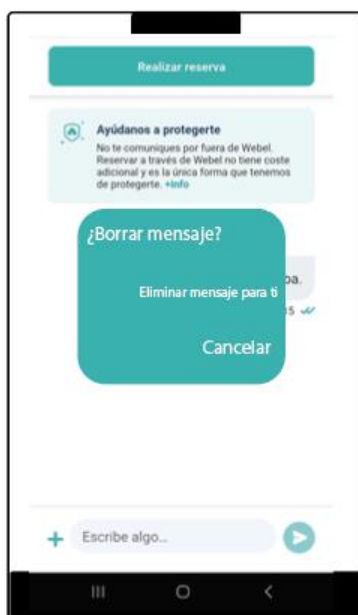 Realizar reserva
Ayúdanos a protegerte
No te comuniques por fuera de Webel.
Reservar a través de Webel no tiene coste
adicional y es la única forma que tenemos
de protegerte. +info
¿Borrar mensaje?
Eliminar mensaje para ti
Cancelar
Escribe algo...